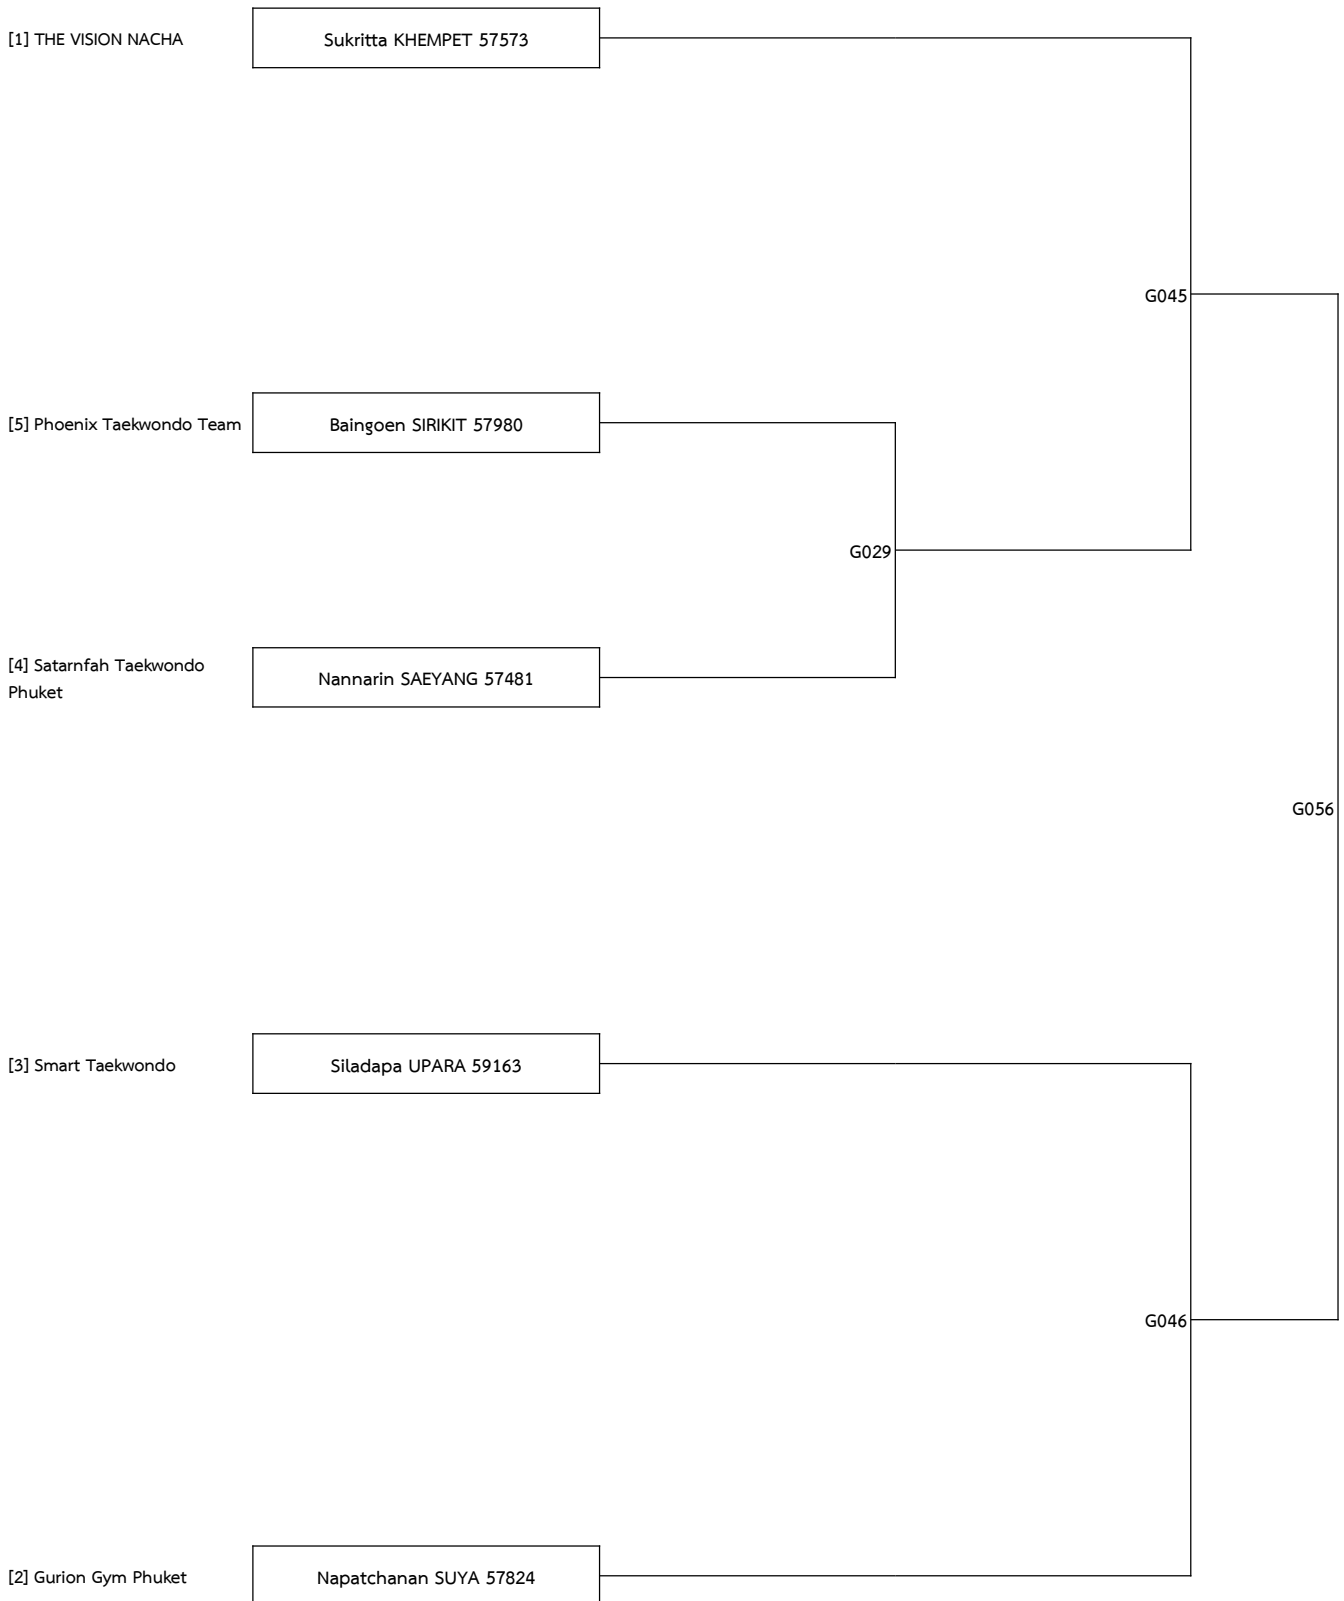 [1] THE VISION NACHA
Sukritta KHEMPET 57573
G045
[5] Phoenix Taekwondo Team
Baingoen SIRIKIT 57980
G029
[4] Satarnfah Taekwondo
Phuket
Nannarin SAEYANG 57481
G056
[3] Smart Taekwondo
Siladapa UPARA 59163
G046
[2] Gurion Gym Phuket
Napatchanan SUYA 57824